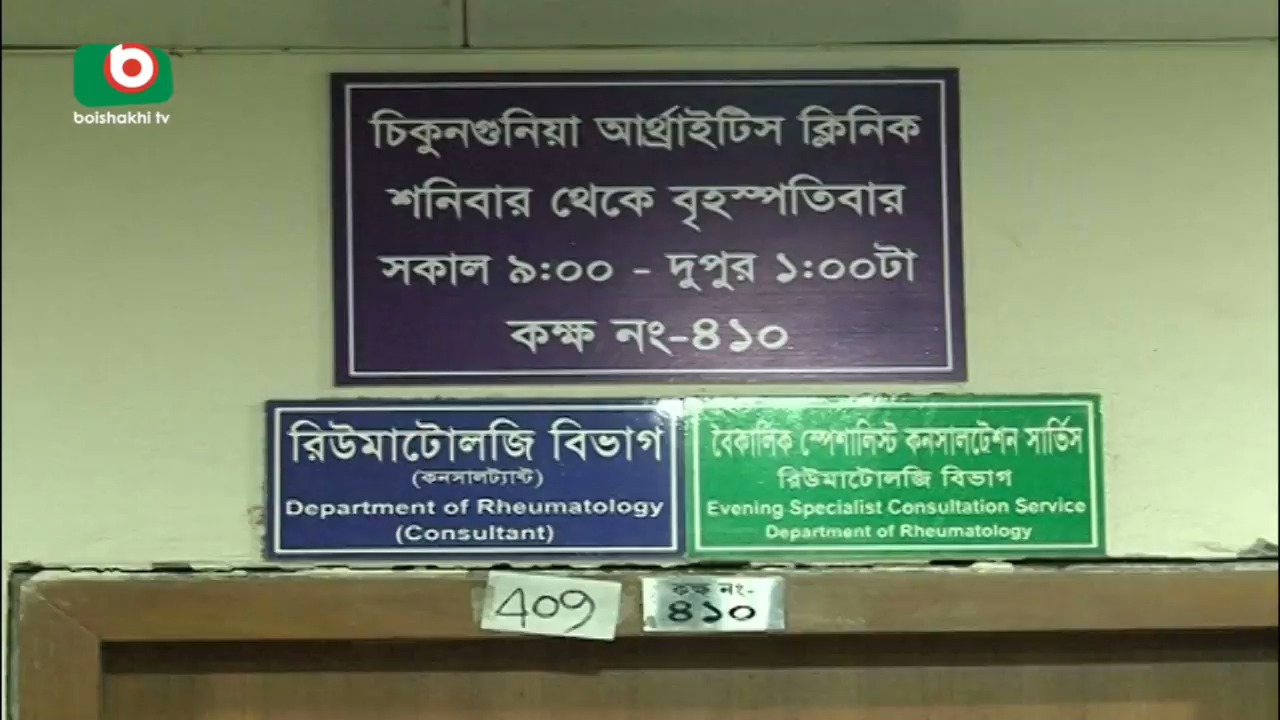 boishakhi tv
চিকুনগুনিয়া আর্থ্রাইটিস ক্লিনিক
শনিবার থেকে বৃহস্পতিবার
সকাল ৯:০০ - দুপুর ১:০০টা
কক্ষ নং-৪১০
রিউমাটোলজি বিভাগ
(কনসালট্যান্ট)
Department of Rheumatology
(Consultant)
বৈকালিক স্পেশালিস্ট কনসালটেশন সার্ভিস
রিউমাটোলজি বিভাগ
Evening Specialist Consultation Service
Department of Rheumatology
409
কক্ষ নং-
৪১০